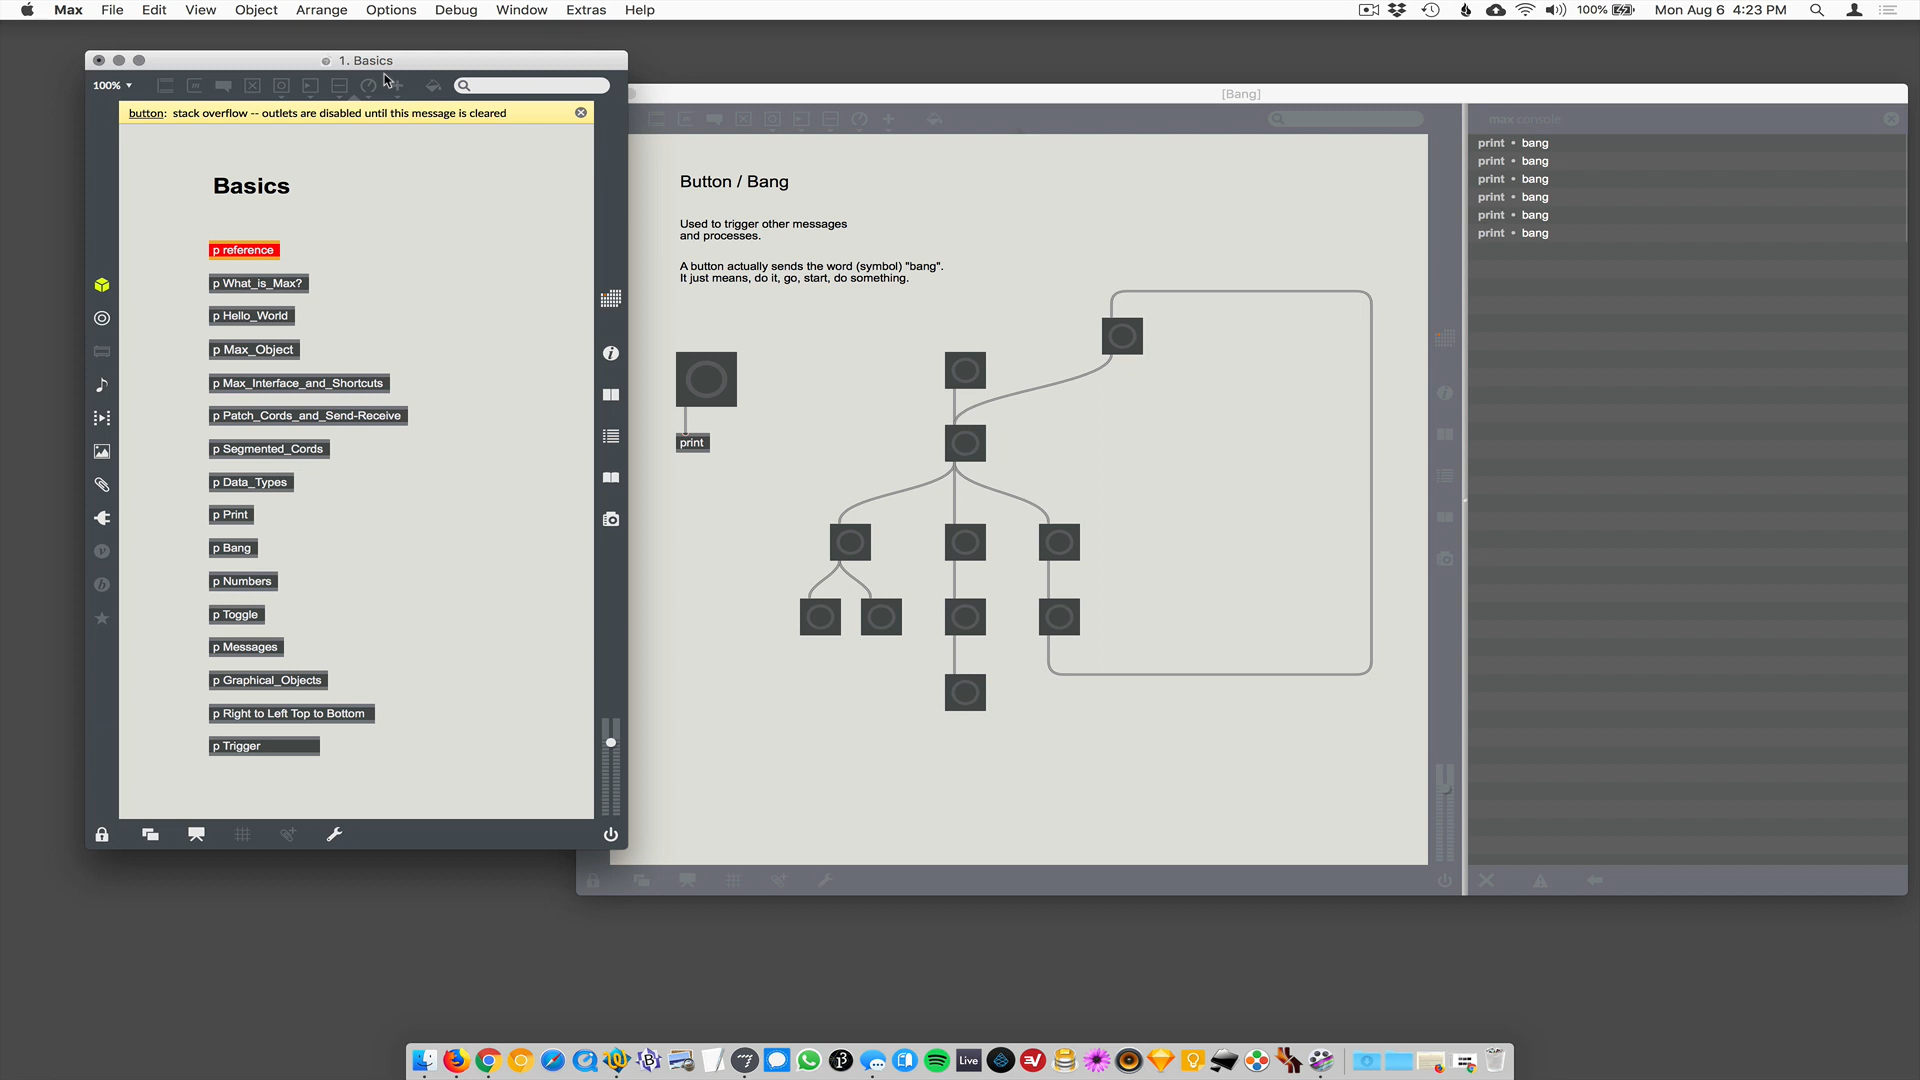 Max File Edit View Object Arrange Options Debug Window Extras Help
100% Mon Aug 6 4:23 PM
1. Basics
100%
button: stack overflow -- outlets are disabled until this message is cleared
Basics
p reference
p What_is_Max?
p Hello_World
p Max_Object
p Max_Interface_and_Shortcuts
p Patch_Cords_and_Send-Receive
p Segmented_Cords
p Data_Types
p Print
p Bang
p Numbers
p Toggle
p Messages
p Graphical_Objects
p Right to Left Top to Bottom
p Trigger
[Bang]
Button / Bang
Used to trigger other messages
and processes.
A button actually sends the word (symbol) "bang".
It just means, do it, go, start, do something.
print
max console
print • bang
print • bang
print • bang
print • bang
print • bang
print • bang
Live